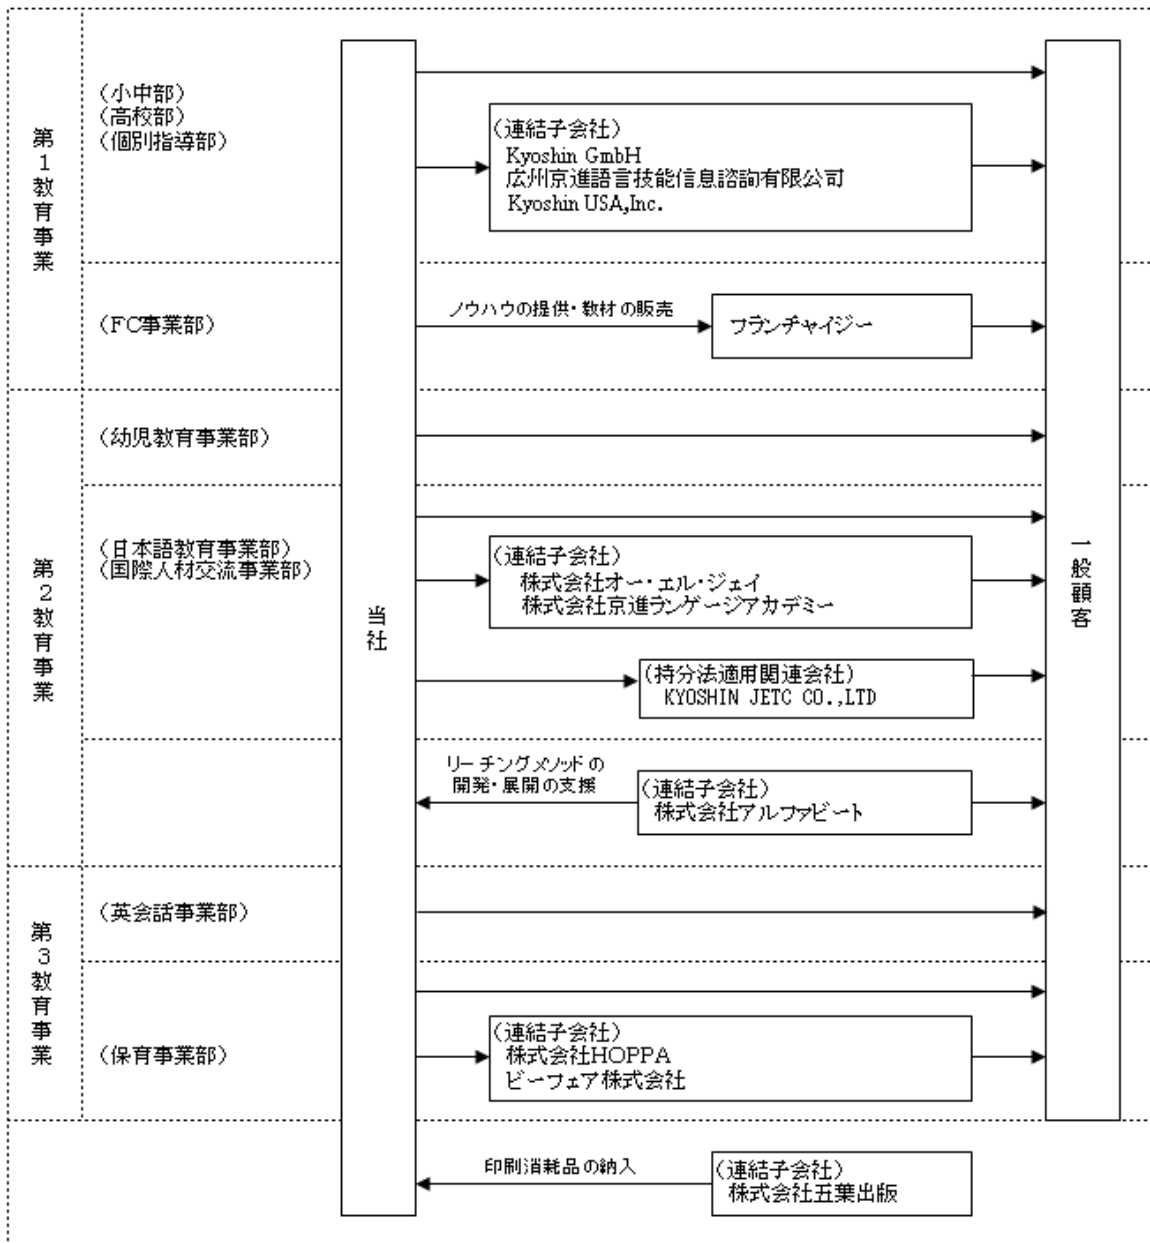 第１教育事業
（小中部）
（高校部）
（個別指導部）
（連結子会社）
Kyoshin GmbH
広州京進語言技能信息諮詢有限公司
Kyoshin USA,Inc.
（FC事業部）
ノウハウの提供・教材の販売
フランチャイジー
第２教育事業
（幼児教育事業部）
（日本語教育事業部）
（国際人材交流事業部）
（連結子会社）
株式会社オー・エル・ジェイ
株式会社京進ランゲージアカデミー
（持分法適用関連会社）
KYOSHIN JETC CO.,LTD
リーチングメソッドの
開発・展開の支援
（連結子会社）
株式会社アルファビート
当社
一般顧客
第３教育事業
（英会話事業部）
（保育事業部）
（連結子会社）
株式会社HOPPA
ビーフェア株式会社
印刷消耗品の納入
（連結子会社）
株式会社五葉出版